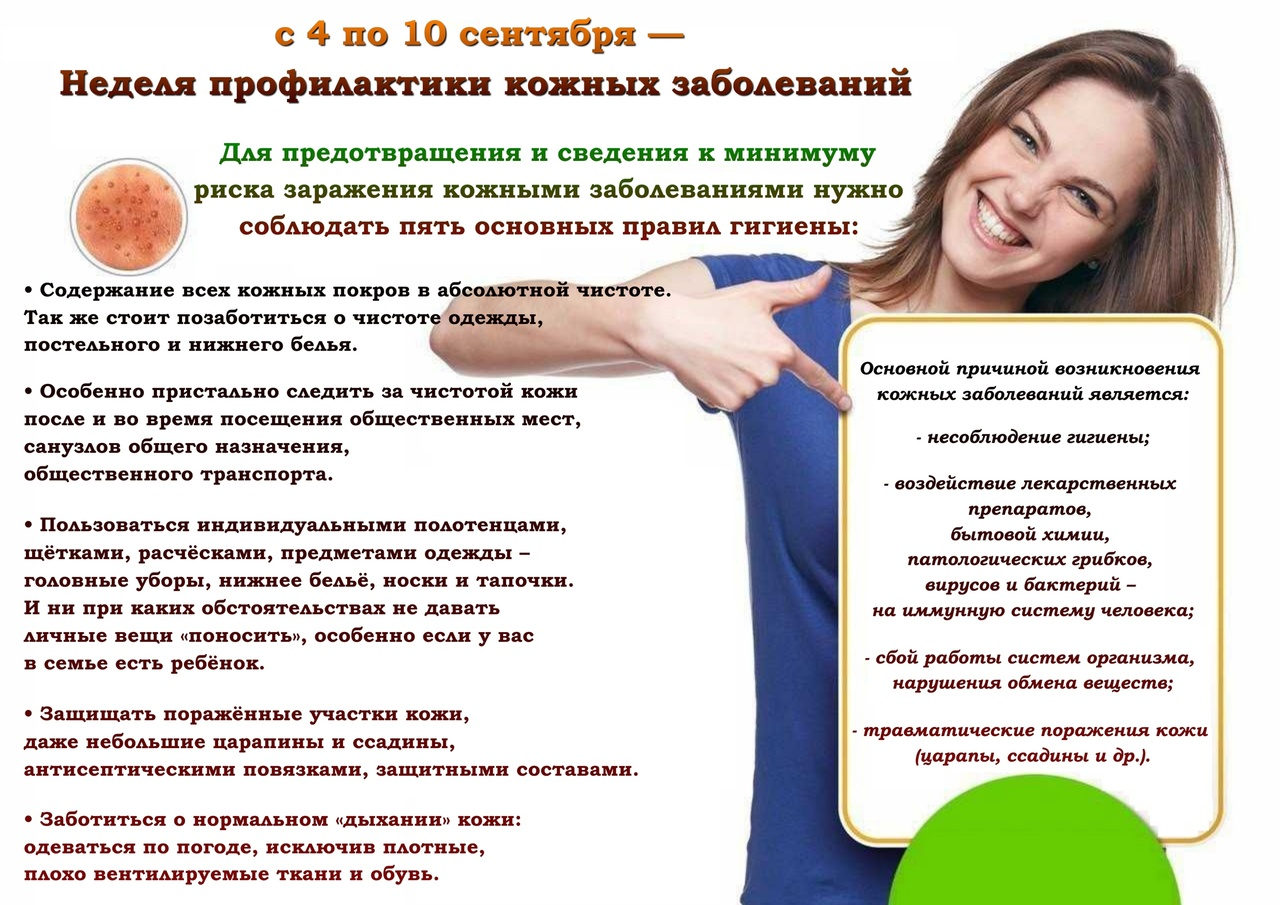 с 4 по 10 сентября —
Неделя профилактики кожных заболеваний
Для предотвращения и сведения к минимуму
риска заражения кожными заболеваниями нужно
соблюдать пять основных правил гигиены:
• Содержание всех кожных покров в абсолютной чистоте.
Так же стоит позаботиться о чистоте одежды,
постельного и нижнего белья.
• Особенно пристально следить за чистотой кожи
после и во время посещения общественных мест,
санузлов общего назначения,
общественного транспорта.
• Пользоваться индивидуальными полотенцами,
щётками, расчёсками, предметами одежды –
головные уборы, нижнее бельё, носки и тапочки.
И ни при каких обстоятельствах не давать
личные вещи «поносить», особенно если у вас
в семье есть ребёнок.
• Защищать поражённые участки кожи,
даже небольшие царапины и ссадины,
антисептическими повязками, защитными составами.
• Заботиться о нормальном «дыхании» кожи:
одеваться по погоде, исключив плотные,
плохо вентилируемые ткани и обувь.
Основной причиной возникновения
кожных заболеваний является:
- несоблюдение гигиены;
- воздействие лекарственных
препаратов,
бытовой химии,
патологических грибков,
вирусов и бактерий –
на иммунную систему человека;
- сбой работы систем организма,
нарушения обмена веществ;
- травматические поражения кожи
(царапы, ссадины и др.).